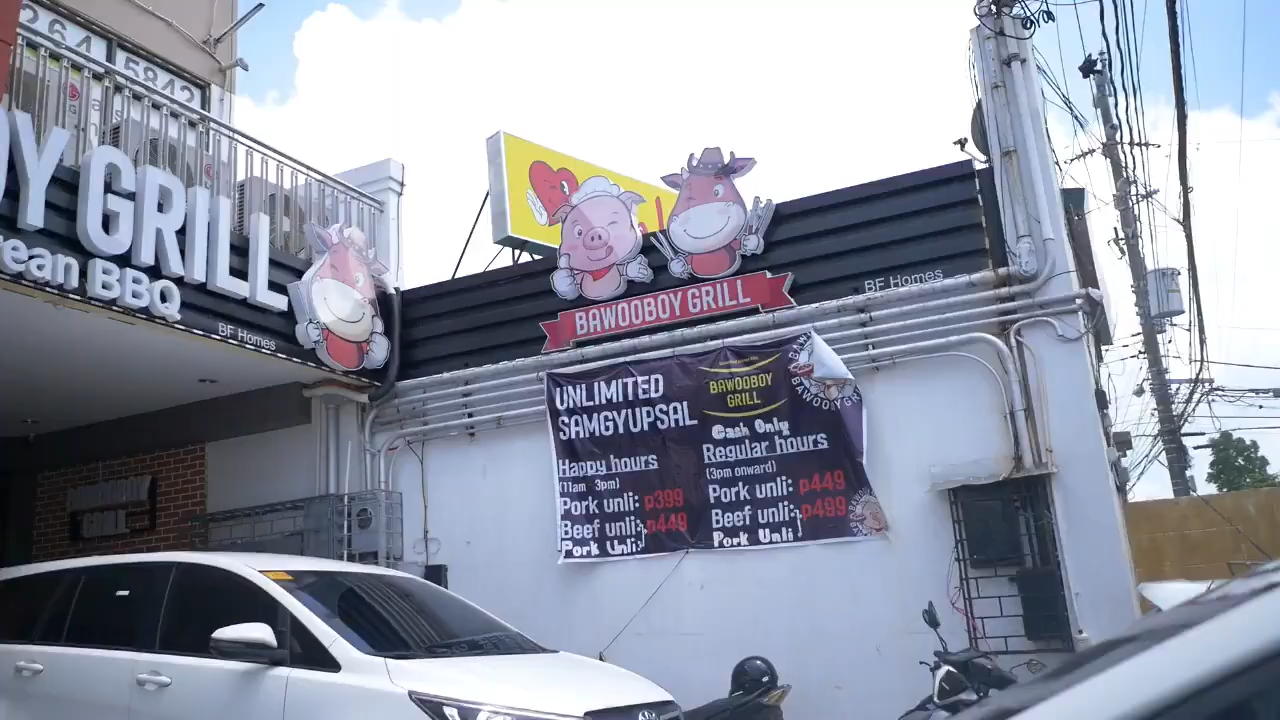 264 5842
OY GRILL
rean BBQ
BF Homes
BAWOOBOY GRILL
BF Homes
UNLIMITED
SAMGYUPSAL
BAWOOBOY
GRILL
Cash Only
Happy hours
(11am - 3pm)
Pork unli: P399
Beef unli: P449
Pork Unli
Regular hours
(3pm onward)
Pork unli: P449
Beef unli: P499
Pork Unli
BAWOOBOY
GRILL